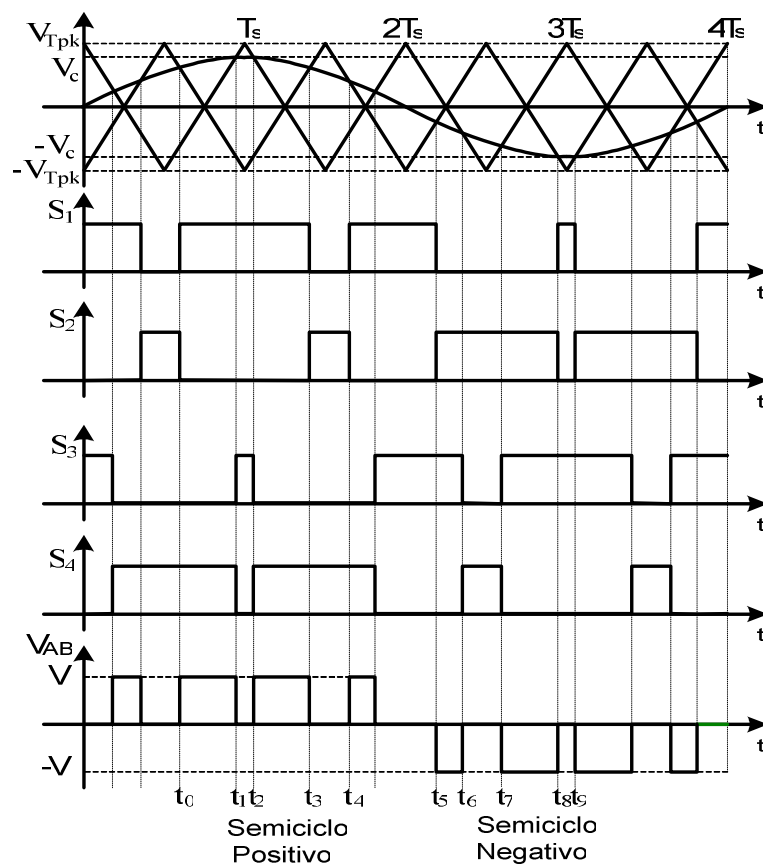 V_Tpk T_s 2T_s 3T_s 4T_s
V_c
t
-V_c
-V_Tpk
S_1
t
S_2
t
S_3
t
S_4
t
V_AB
V
t
-V
t_0 t_1 t_2 t_3 t_4 t_5 t_6 t_7 t_8 t_9
Semiciclo Semiciclo
Positivo Negativo